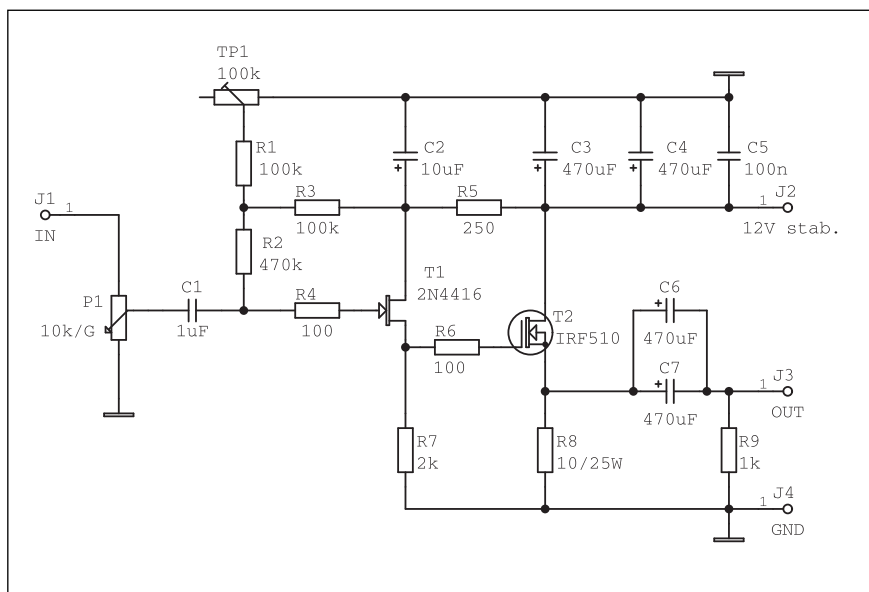 TP1
100k
R1
100k
C2
10uF
C3
470uF
C4
470uF
C5
100n
J1
1
IN
R3
100k
R5
250
1
J2
12V stab.
R2
470k
P1
10k/G
C1
1uF
R4
100
T1
2N4416
R6
100
T2
IRF510
C6
470uF
C7
470uF
1
J3
OUT
R7
2k
R8
10/25W
R9
1k
1
J4
GND